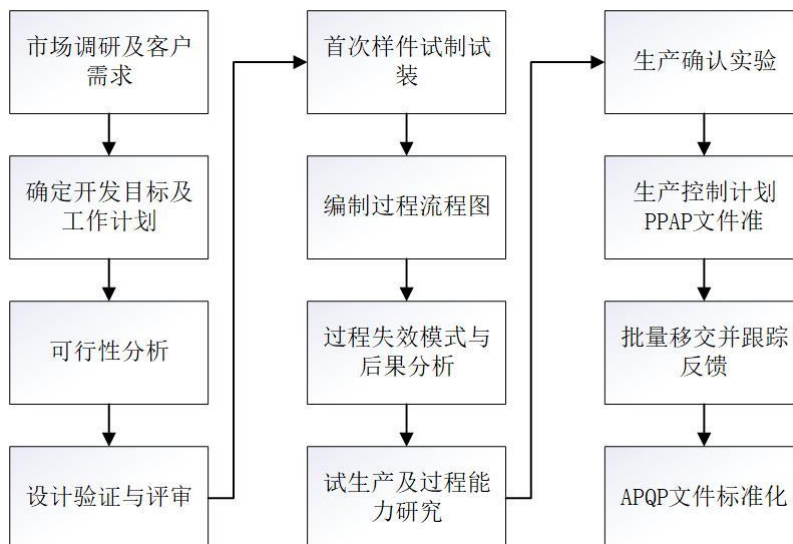 市场调研及客户
需求
确定开发目标及
工作计划
可行性分析
设计验证与评审
首次样件试制试
装
编制过程流程图
过程失效模式与
后果分析
试生产及过程能
力研究
生产确认实验
生产控制计划
PPAP文件准
批量移交并跟踪
反馈
APQP文件标准化